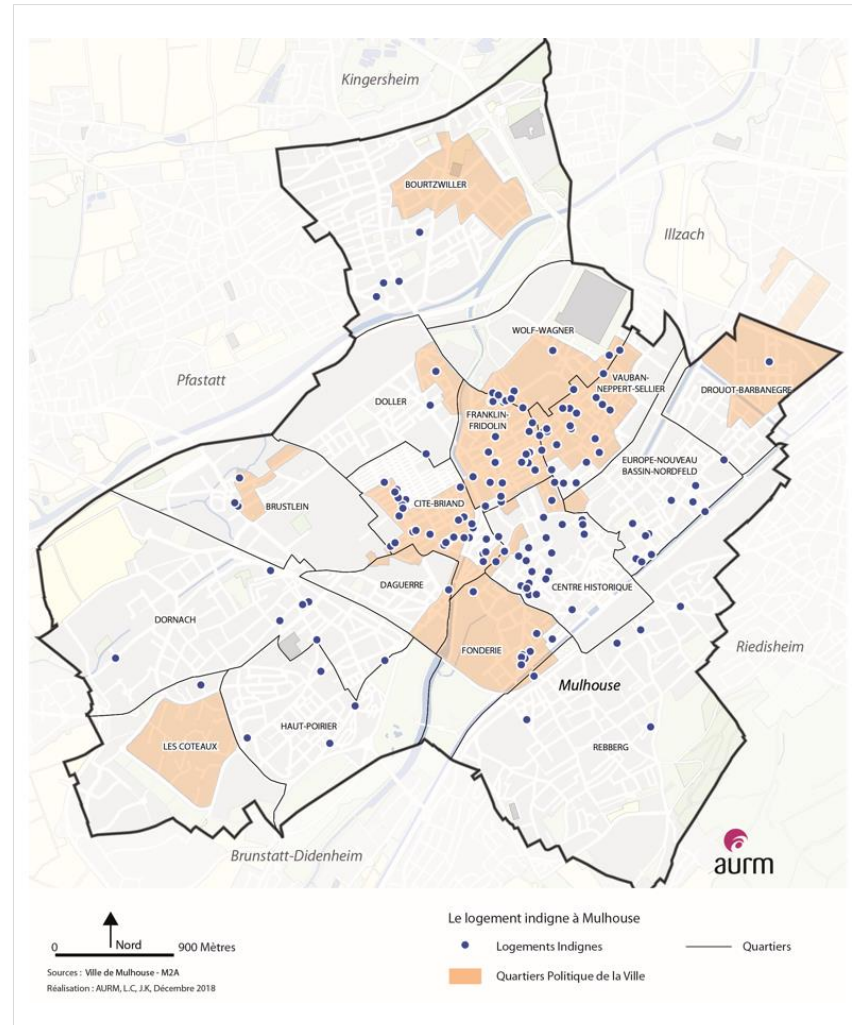 Kingersheim
BOURTZWILLER
Illzach
WOLF-WAGNER
Pfastatt
VAUBAN-
NEPPERT-SELLIER
DROUOT-BARBANEGRE
DOLLER
FRANKLIN-
FRIDOLIN
EUROPE-NOUVEAU
BASSIN-NORDFELD
BRUSTLEIN
CITE-BRIAND
DAGUERRE
CENTRE HISTORIQUE
DORNACH
FONDERIE
Riedisheim
Mulhouse
HAUT-POIRIER
LES COTEAUX
REBBERG
Brunstatt-Didenheim
aurm
Le logement indigne à Mulhouse
Nord
0 900 Mètres
Logements Indignes
Quartiers
Sources : Ville de Mulhouse - M2A
Quartiers Politique de la Ville
Réalisation : AURM, L.C, J.K, Décembre 2018